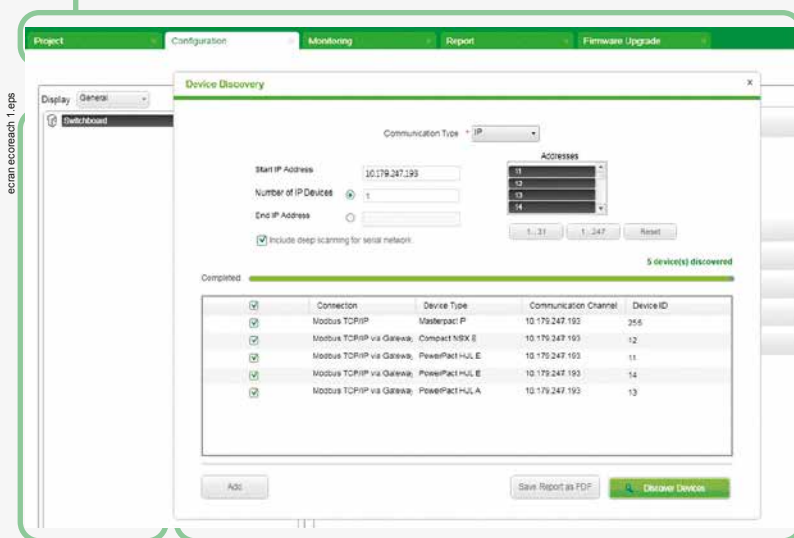 Project Configuration Monitoring Report Firmware Upgrade
ecran ecoreach 1.eps
Display General
Switchboard
Device Discovery x
Communication Type * IP
Addresses
Start IP Address 10.179.247.193
11
12
Number of IP Devices 1
13
14
End IP Address
Include deep scanning for serial network
1...31 1...247 Reset
5 device(s) discovered
Completed
Connection Device Type Communication Channel Device ID
Modbus TCP/IP Masterpact P 10.179.247.193 255
Modbus TCP/IP via Gateway Compact NSX E 10.179.247.193 12
Modbus TCP/IP via Gateway PowerPact HJL E 10.179.247.193 11
Modbus TCP/IP via Gateway PowerPact HJL E 10.179.247.193 14
Modbus TCP/IP via Gateway PowerPact HJL A 10.179.247.193 13
Add Save Report as PDF Discover Devices